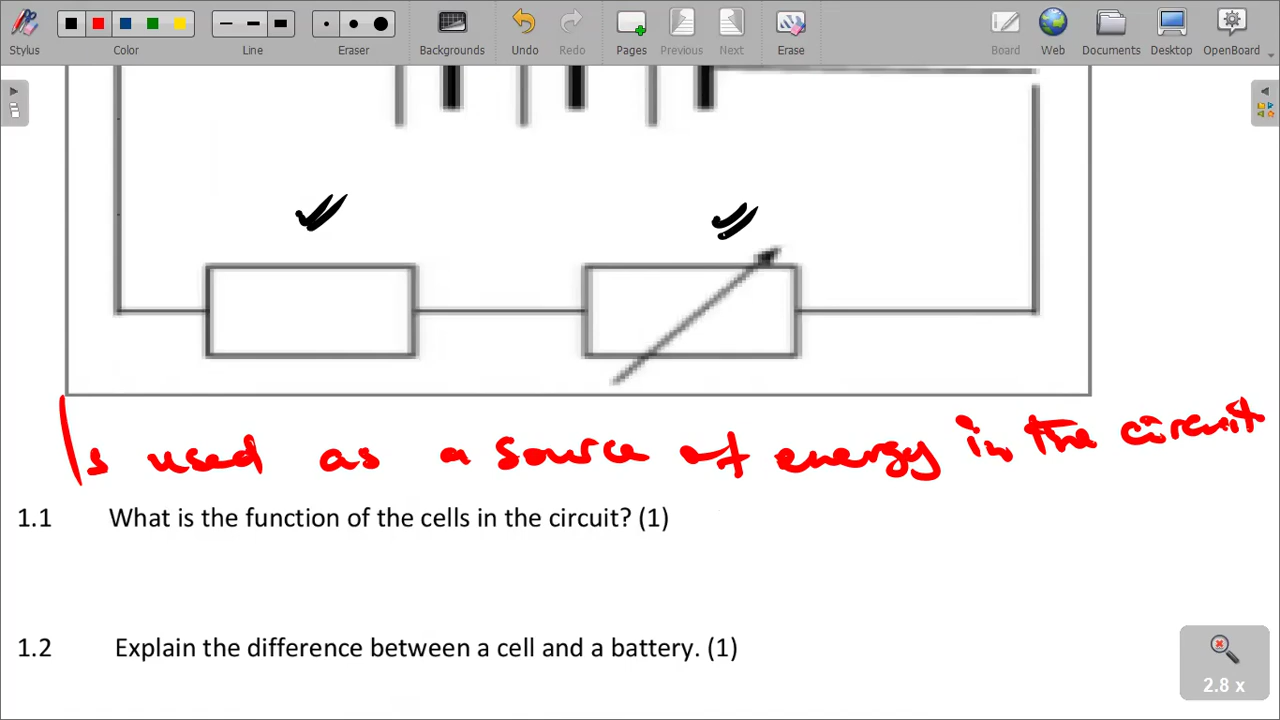 Stylus Color Line Eraser Backgrounds Undo Redo Pages Previous Next Erase Board Web Documents Desktop OpenBoard
Is used as a source of energy in the circuit
1.1 What is the function of the cells in the circuit? (1)
1.2 Explain the difference between a cell and a battery. (1)
2.8 x